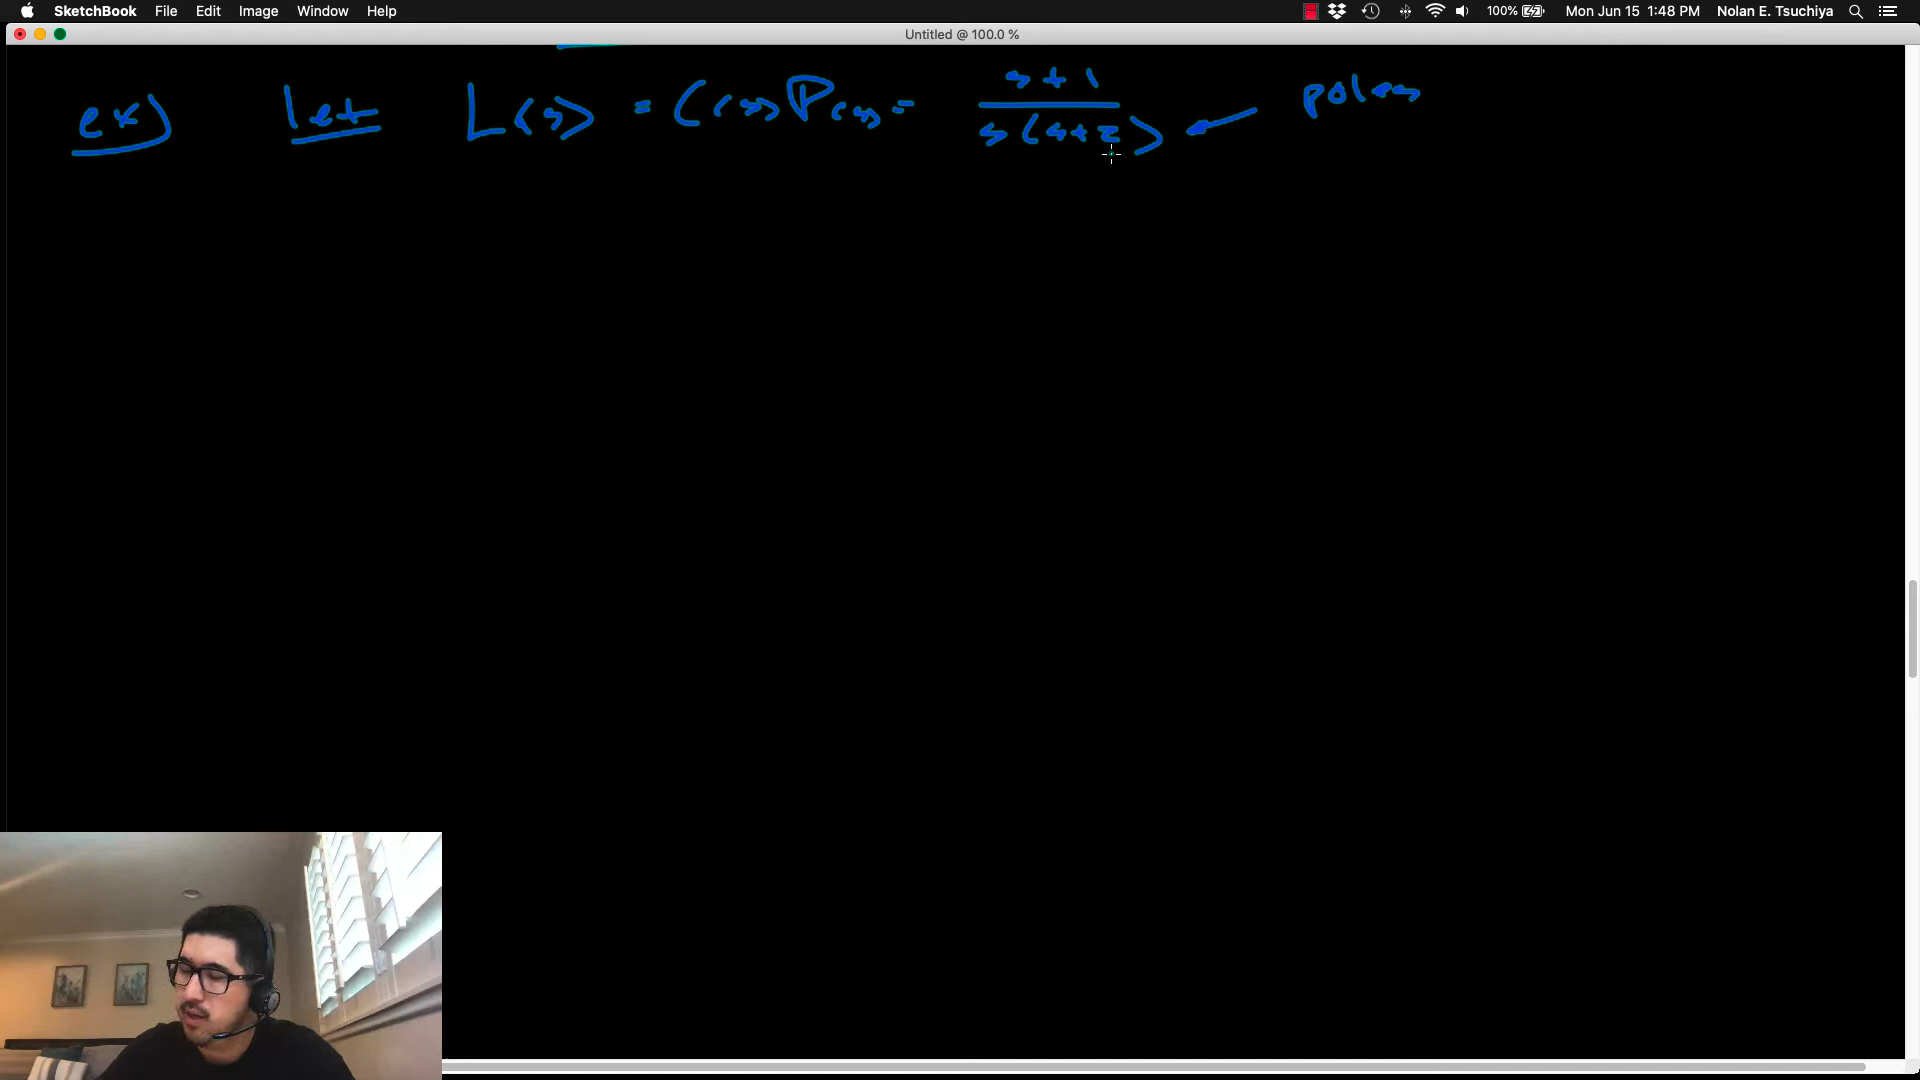 SketchBook File Edit Image Window Help 100% Mon Jun 15 1:48 PM Nolan E. Tsuchiya
Untitled @ 100.0 %
ex) let L(s) = C(s)P(s) = s+1 / s(s+2) ← poles